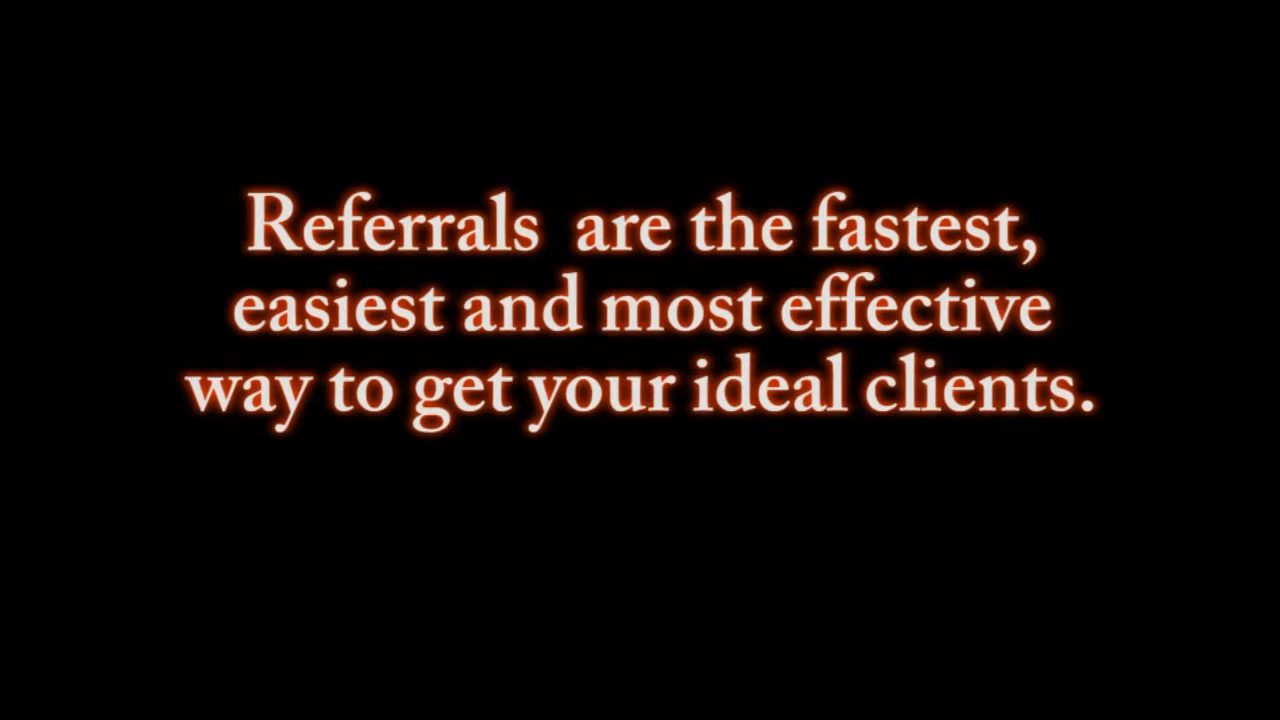 Referrals  are the fastest,
easiest and most effective
way to get your ideal clients.